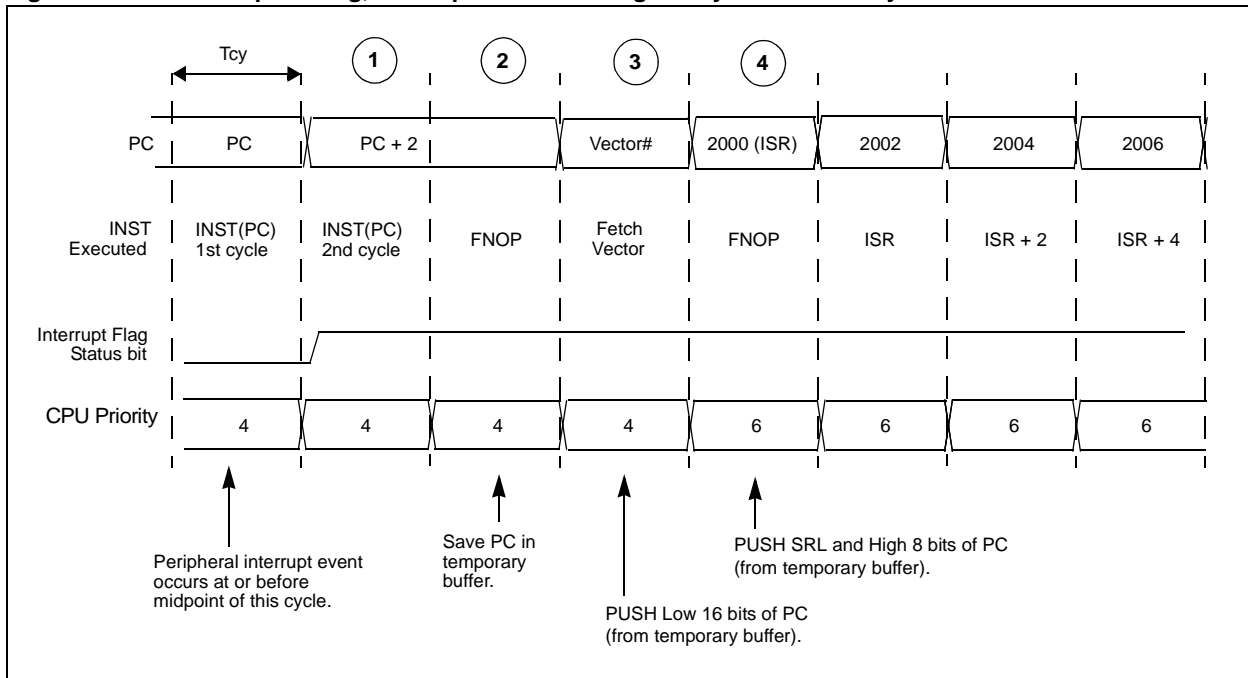 Tcy
1
2
3
4
PC
PC
PC + 2
Vector#
2000 (ISR)
2002
2004
2006
INST
Executed
INST(PC)
1st cycle
INST(PC)
2nd cycle
FNOP
Fetch
Vector
FNOP
ISR
ISR + 2
ISR + 4
Interrupt Flag
Status bit
CPU Priority
4
4
4
4
6
6
6
6
Peripheral interrupt event
occurs at or before
midpoint of this cycle.
Save PC in
temporary
buffer.
PUSH Low 16 bits of PC
(from temporary buffer).
PUSH SRL and High 8 bits of PC
(from temporary buffer).